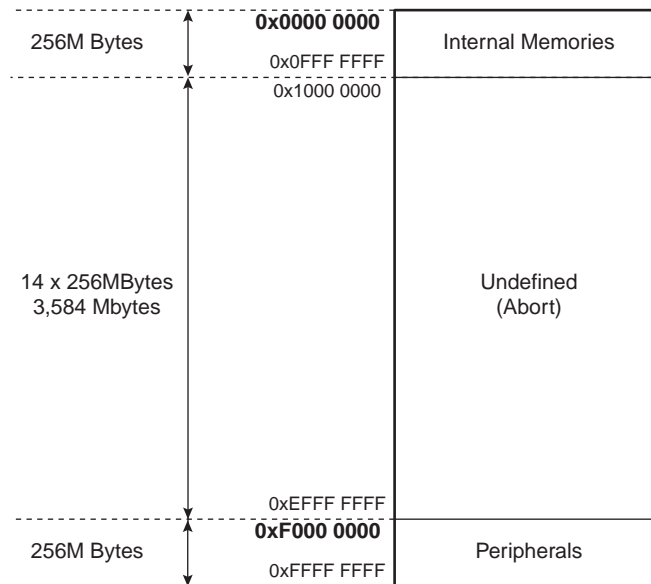 256M Bytes
0x0000 0000
0x0FFF FFFF
Internal Memories
0x1000 0000
14 x 256MBytes
3,584 Mbytes
Undefined
(Abort)
0xEFFF FFFF
256M Bytes
0xF000 0000
0xFFFF FFFF
Peripherals